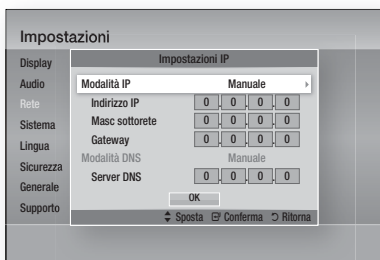 Impostazioni
Display
Audio
Rete
Sistema
Lingua
Sicurezza
Generale
Supporto
Impostazioni IP
Modalità IP Manuale
Indirizzo IP 0 . 0 . 0 . 0
Masc sottorete 0 . 0 . 0 . 0
Gateway 0 . 0 . 0 . 0
Modalità DNS Manuale
Server DNS 0 . 0 . 0 . 0
OK
Sposta Conferma Ritorna